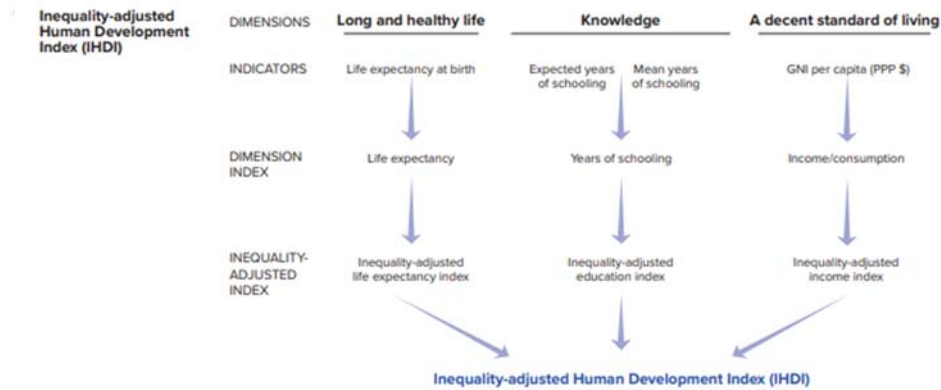 Inequality-adjusted
Human Development
Index (IHDI)
DIMENSIONS
Long and healthy life
Knowledge
A decent standard of living
INDICATORS
Life expectancy at birth
Expected years
of schooling
Mean years
of schooling
GNI per capita (PPP $)
DIMENSION
INDEX
Life expectancy
Years of schooling
Income/consumption
INEQUALITY-
ADJUSTED
INDEX
Inequality-adjusted
life expectancy index
Inequality-adjusted
education index
Inequality-adjusted
income index
Inequality-adjusted Human Development Index (IHDI)